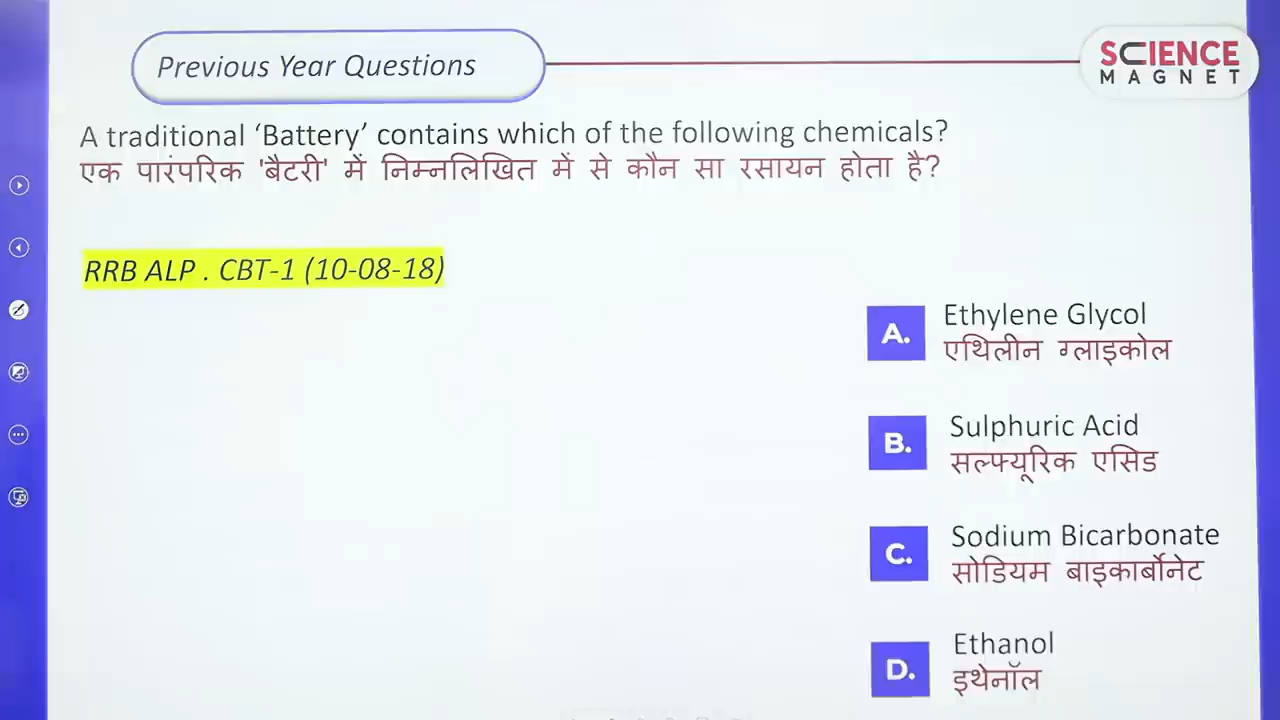 Previous Year Questions
SCIENCE
MAGNET
A traditional ‘Battery’ contains which of the following chemicals?
एक पारंपरिक 'बैटरी' में निम्नलिखित में से कौन सा रसायन होता है?
RRB ALP . CBT-1 (10-08-18)
A.
Ethylene Glycol
एथिलीन ग्लाइकोल
B.
Sulphuric Acid
सल्फ्यूरिक एसिड
C.
Sodium Bicarbonate
सोडियम बाइकार्बोनेट
D.
Ethanol
इथेनॉल